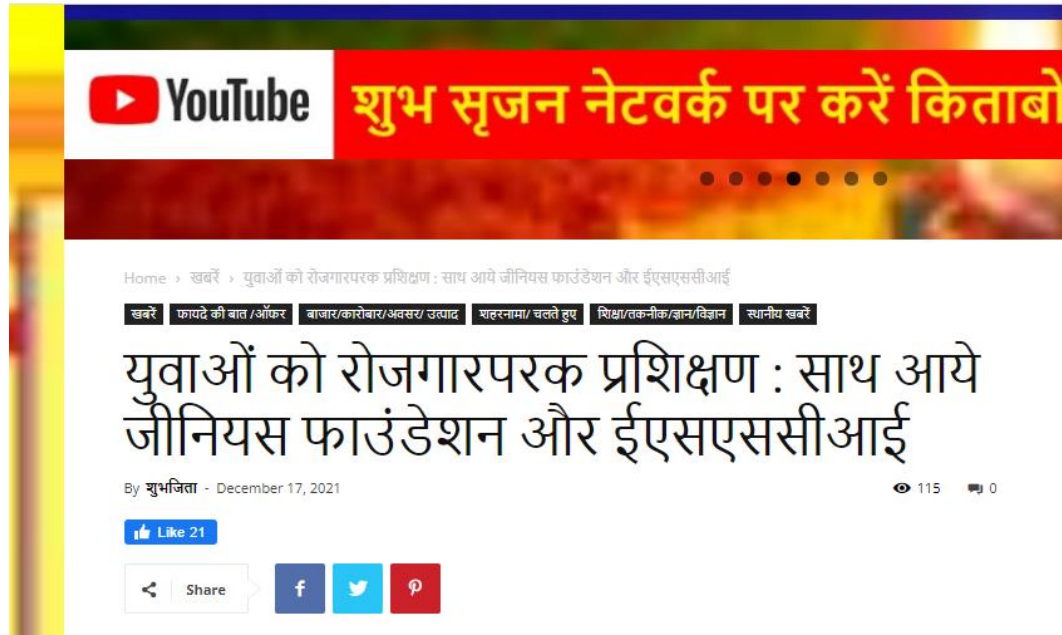 YouTube शुभ सृजन नेटवर्क पर करें
Home › खबरें › युवाओं को रोजगारपरक प्रशिक्षण : साथ आये जीनियस फाउंडेशन और ईएसएससीआई
खबरें फायदे की बात /ऑफर बाजार/कारोबार/अवसर/ उत्पाद शहरनामा/ चलते हुए शिक्षा/तकनीक/ज्ञान/विज्ञान स्थानीय खबरें
युवाओं को रोजगारपरक प्रशिक्षण : साथ आये
जीनियस फाउंडेशन और ईएसएससीआई
By शुभजिता - December 17, 2021 115 0
Like 21
Share